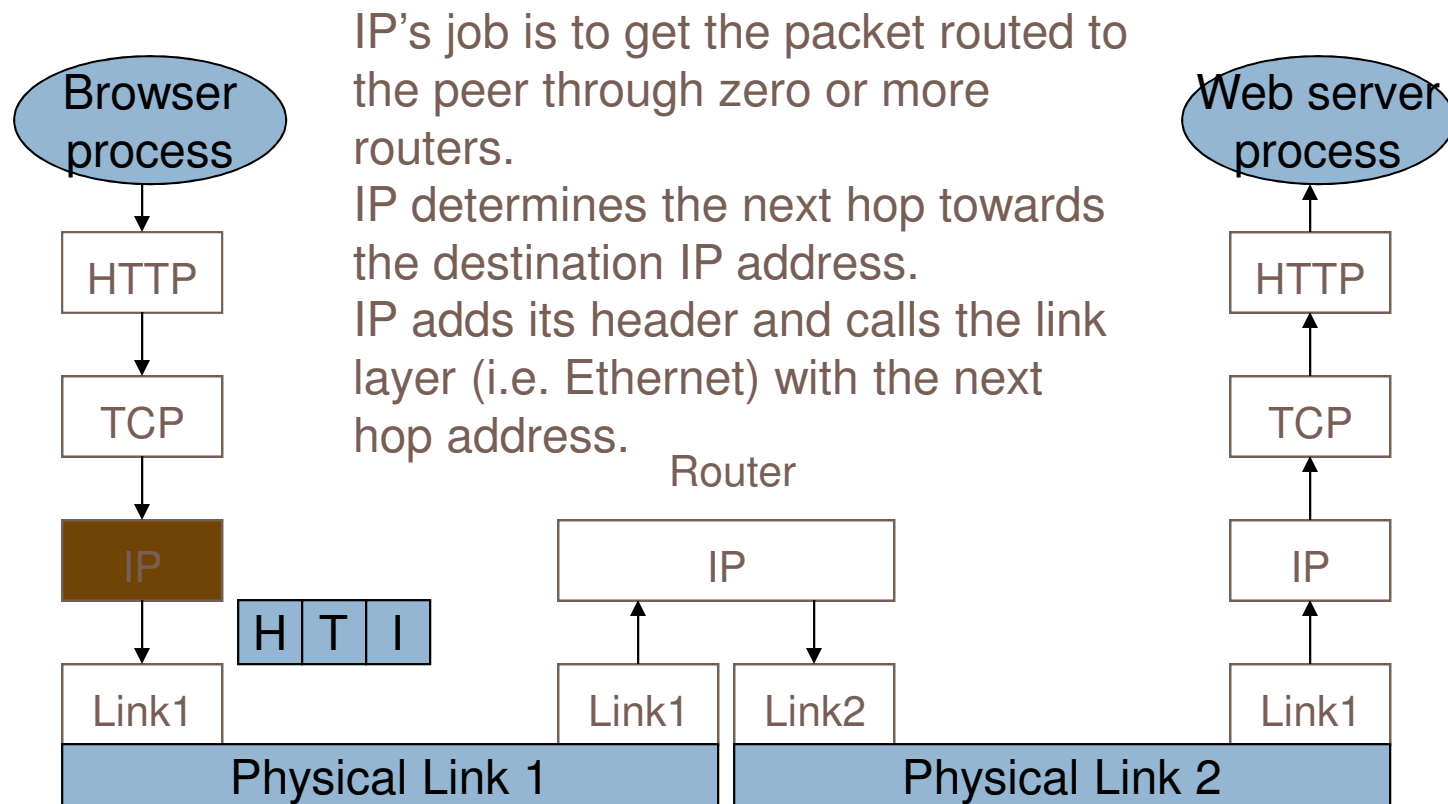 IP’s job is to get the packet routed to
the peer through zero or more
routers.
IP determines the next hop towards
the destination IP address.
IP adds its header and calls the link
layer (i.e. Ethernet) with the next
hop address.
Browser
process
HTTP
TCP
IP
H T I
Link1
Router
IP
Link1
Link2
Web server
process
HTTP
TCP
IP
Link1
Physical Link 1
Physical Link 2